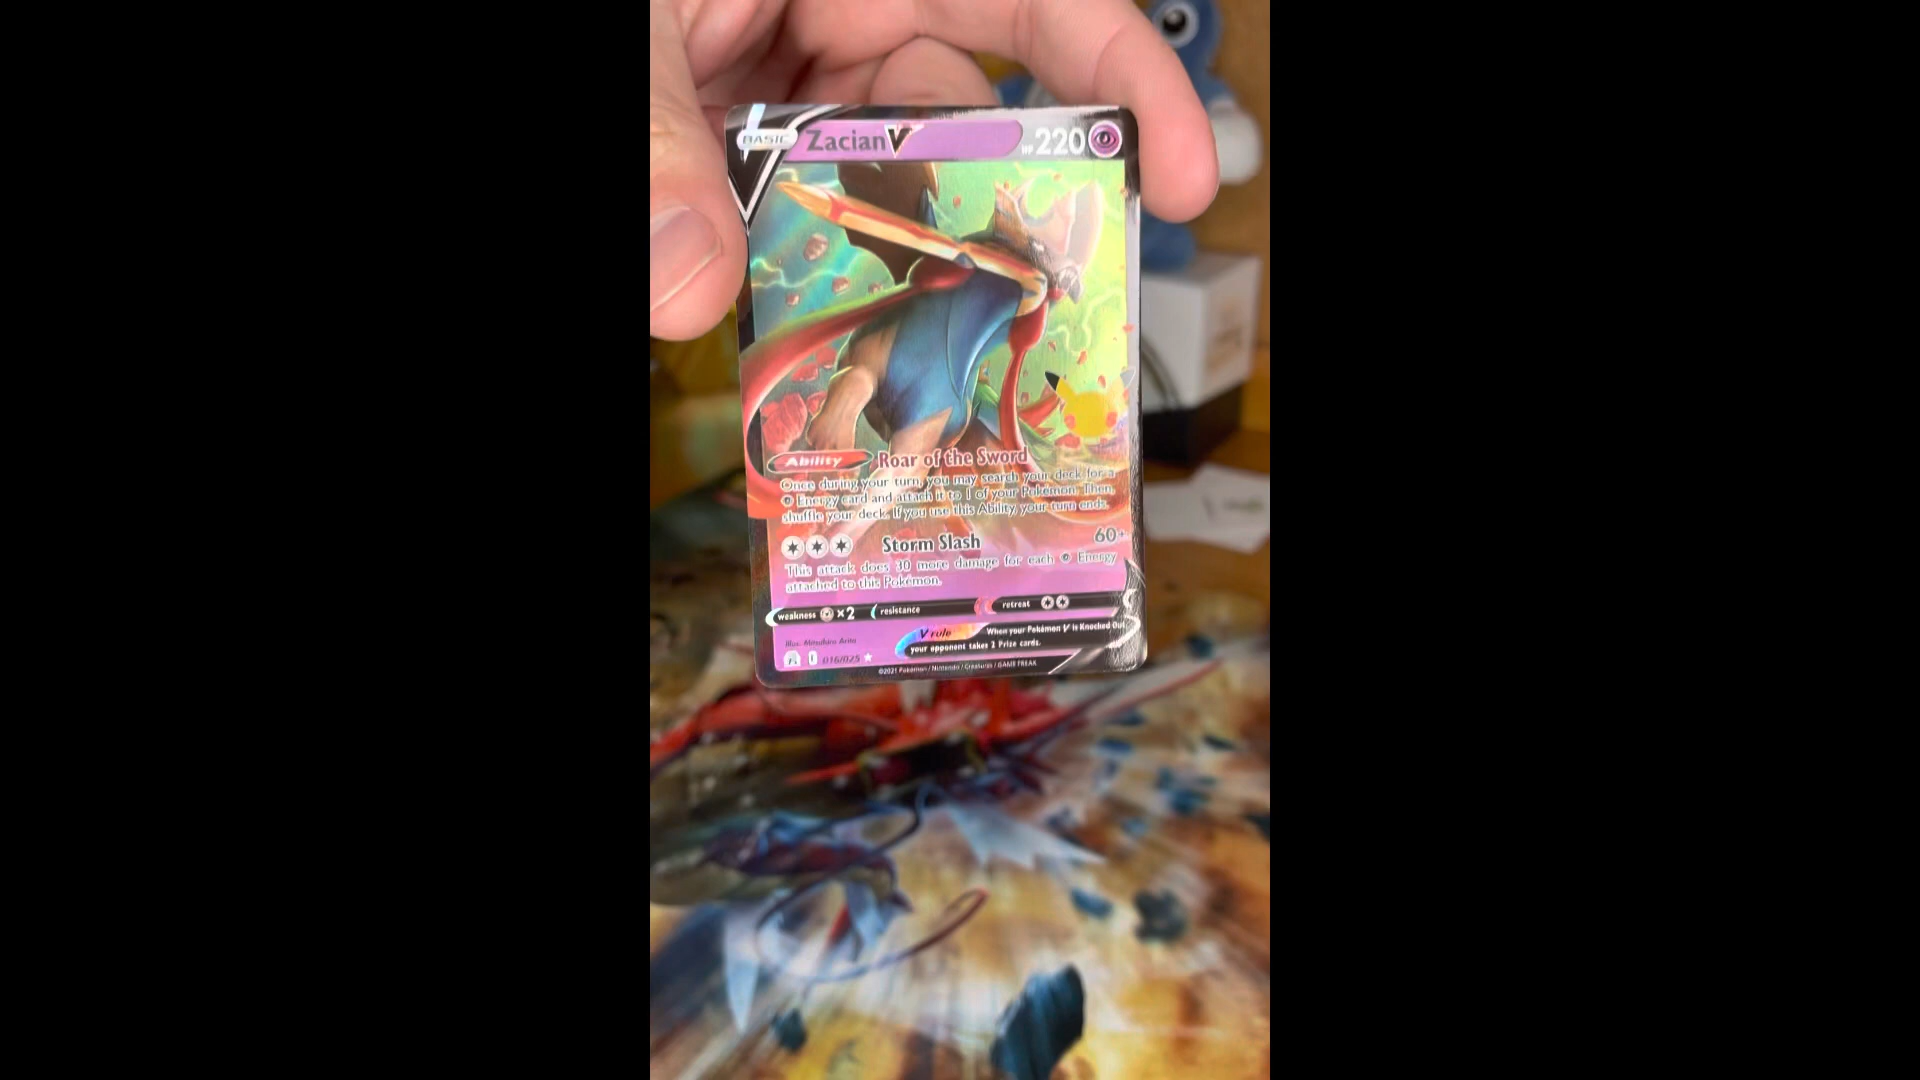 BASIC Zacian V HP 220
Ability Roar of the Sword
Once during your turn, you may search your deck for a
Energy card and attach it to 1 of your Pokémon. Then,
shuffle your deck. If you use this Ability, your turn ends.
Storm Slash 60+
This attack does 30 more damage for each Energy
attached to this Pokémon.
weakness ×2 resistance retreat
Illus. Mitsuhiro Arita
V rule When your Pokémon V is Knocked Out,
your opponent takes 2 Prize cards.
016/025
©2021 Pokémon / Nintendo / Creatures / GAME FREAK